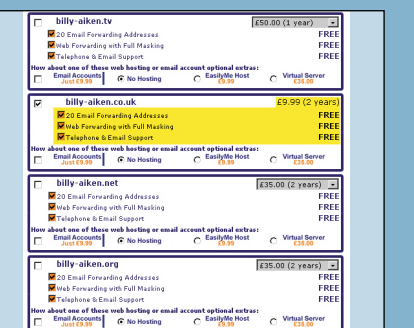 billy-aiken.tv £50.00 (1 year)
20 Email Forwarding Addresses FREE
Web Forwarding with Full Masking FREE
Telephone & Email Support FREE
How about one of these web hosting or email account optional extras:
Email Accounts No Hosting EasilyMe Host Virtual Server
Just £9.99 £9.99 £36.00
billy-aiken.co.uk £9.99 (2 years)
20 Email Forwarding Addresses FREE
Web Forwarding with Full Masking FREE
Telephone & Email Support FREE
How about one of these web hosting or email account optional extras:
Email Accounts No Hosting EasilyMe Host Virtual Server
Just £9.99 £9.99 £36.00
billy-aiken.net £35.00 (2 years)
20 Email Forwarding Addresses FREE
Web Forwarding with Full Masking FREE
Telephone & Email Support FREE
How about one of these web hosting or email account optional extras:
Email Accounts No Hosting EasilyMe Host Virtual Server
Just £9.99 £9.99 £36.00
billy-aiken.org £35.00 (2 years)
20 Email Forwarding Addresses FREE
Web Forwarding with Full Masking FREE
Telephone & Email Support FREE
How about one of these web hosting or email account optional extras:
Email Accounts No Hosting EasilyMe Host Virtual Server
Just £9.99 £9.99 £36.00